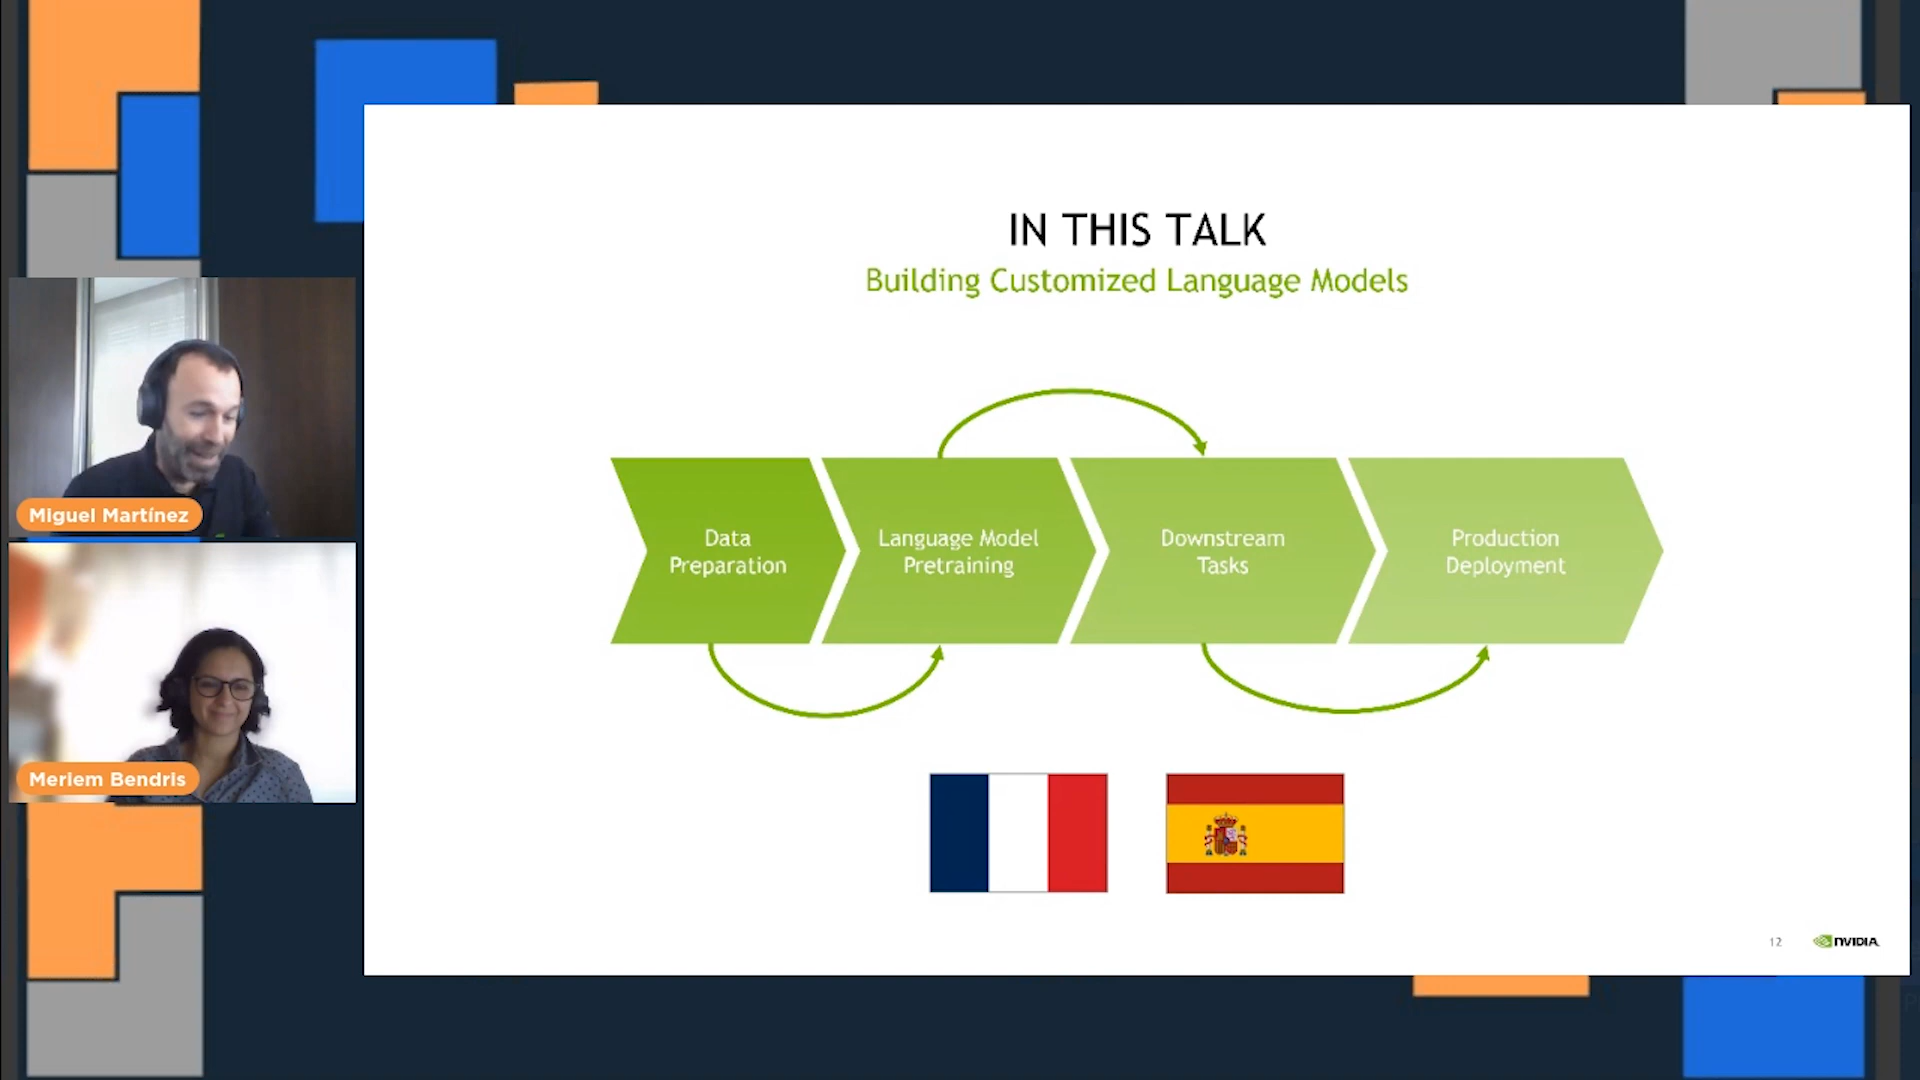 IN THIS TALK
Building Customized Language Models
Data
Preparation
Language Model
Pretraining
Downstream
Tasks
Production
Deployment
Miguel Martínez
Meriem Bendris
12
NVIDIA